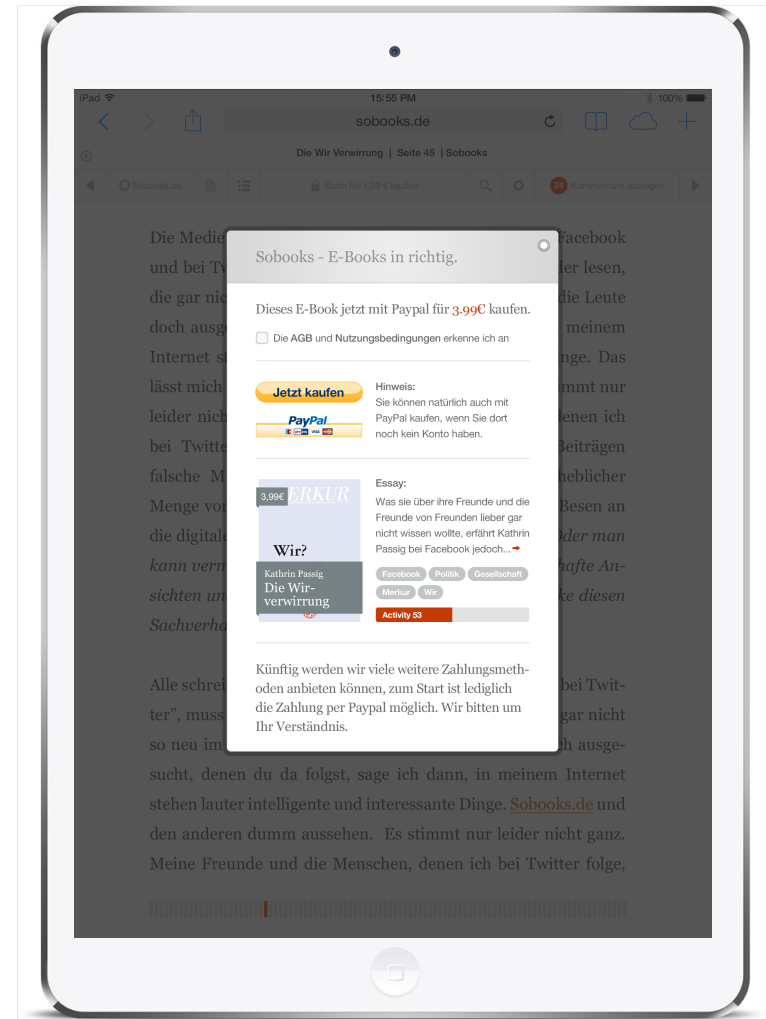 iPad
15:55 PM
100%
sobooks.de
Die Wir Verwirrung | Seite 45 | Sobooks
Sobooks.de
Buch für 1,99 € kaufen
24 Kommentare anzeigen
Die Medie
Facebook
und bei Tw
der lesen,
die gar nic
die Leute
doch ausg
meinem
Internet st
nge. Das
lässt mich
immt nur
leider nich
denen ich
bei Twitte
Beiträgen
falsche M
heblicher
Menge von
Besen an
die digitale
Oder man
kann verm
hafte An-
sichten un
ke diesen
Sachverha
Sobooks - E-Books in richtig.
Dieses E-Book jetzt mit Paypal für 3.99€ kaufen.
Die AGB und Nutzungsbedingungen erkenne ich an
Jetzt kaufen
PayPal
VISA
Hinweis:
Sie können natürlich auch mit
PayPal kaufen, wenn Sie dort
noch kein Konto haben.
3,99€
ERKUR
Wir?
Kathrin Passig
Die Wir-
verwirrung
Essay:
Was sie über ihre Freunde und die
Freunde von Freunden lieber gar
nicht wissen wollte, erfährt Kathrin
Passig bei Facebook jedoch...
Facebook Politik Gesellschaft
Merkur Wir
Activity 53
Künftig werden wir viele weitere Zahlungsmeth-
oden anbieten können, zum Start ist lediglich
die Zahlung per Paypal möglich. Wir bitten um
Ihr Verständnis.
Alle schrei
bei Twit-
ter”, muss
gar nicht
so neu im
ch ausge-
sucht, denen du da folgst, sage ich dann, in meinem Internet
stehen lauter intelligente und interessante Dinge. Sobooks.de und
den anderen dumm aussehen. Es stimmt nur leider nicht ganz.
Meine Freunde und die Menschen, denen ich bei Twitter folge,